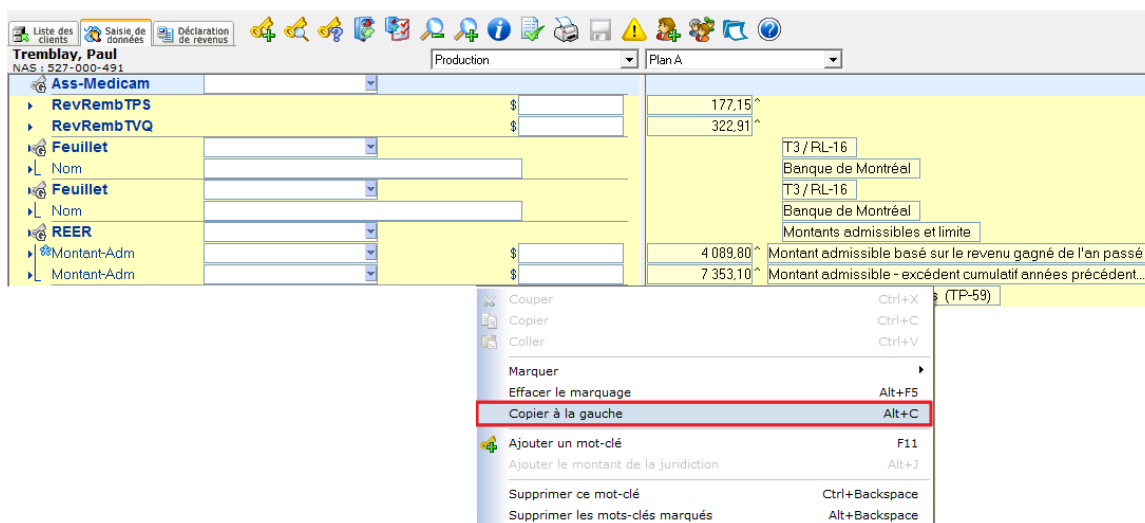 Liste des clients Saisie de données Déclaration de revenus
Tremblay, Paul
NAS : 527-000-491
Production Plan A
Ass-Medicam
RevRembTPS $ 177,15^
RevRembTVQ $ 322,91^
Feuillet T3 / RL-16
Nom Banque de Montréal
Feuillet T3 / RL-16
Nom Banque de Montréal
REER Montants admissibles et limite
Montant-Adm $ 4 089,80^ Montant admissible basé sur le revenu gagné de l'an passé
Montant-Adm $ 7 353,10^ Montant admissible - excédent cumulatif années précédent...
s (TP-59)
Couper Ctrl+X
Copier Ctrl+C
Coller Ctrl+V
Marquer
Effacer le marquage Alt+F5
Copier à la gauche Alt+C
Ajouter un mot-clé F11
Ajouter le montant de la juridiction Alt+J
Supprimer ce mot-clé Ctrl+Backspace
Supprimer les mots-clés marqués Alt+Backspace